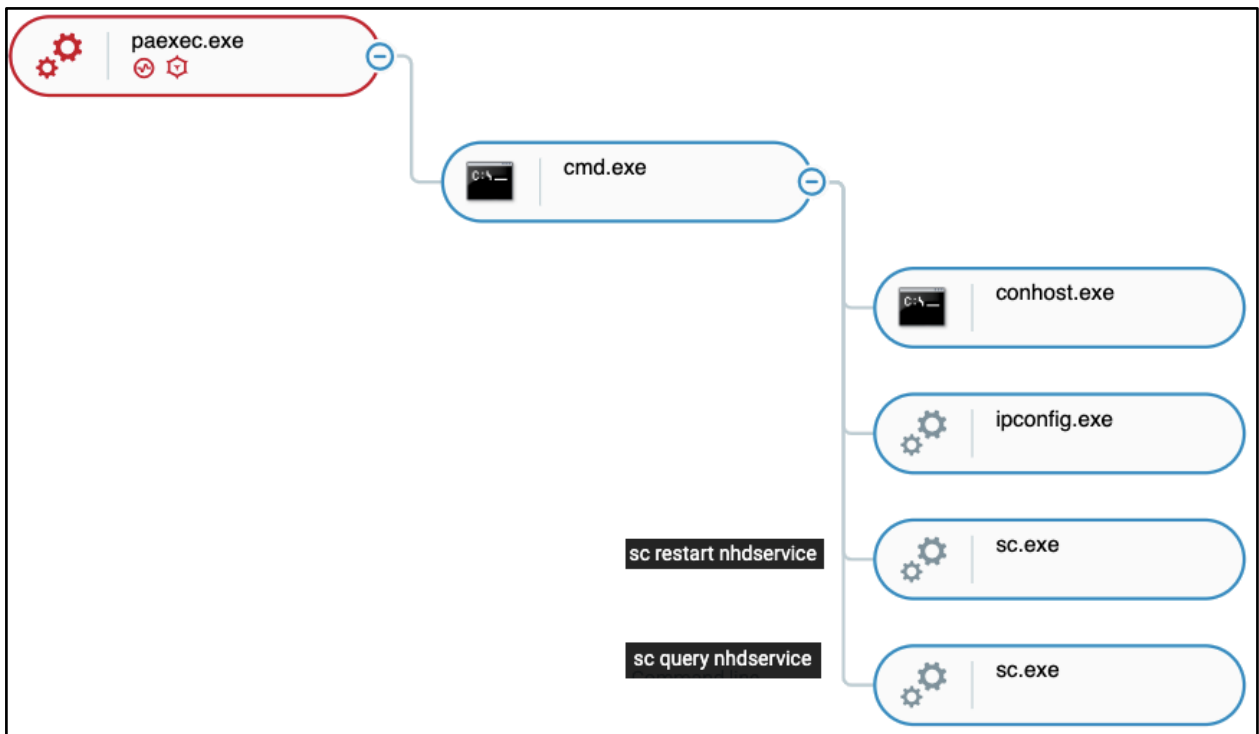 paexec.exe
cmd.exe
conhost.exe
ipconfig.exe
sc restart nhdservice
sc.exe
sc query nhdservice
sc.exe